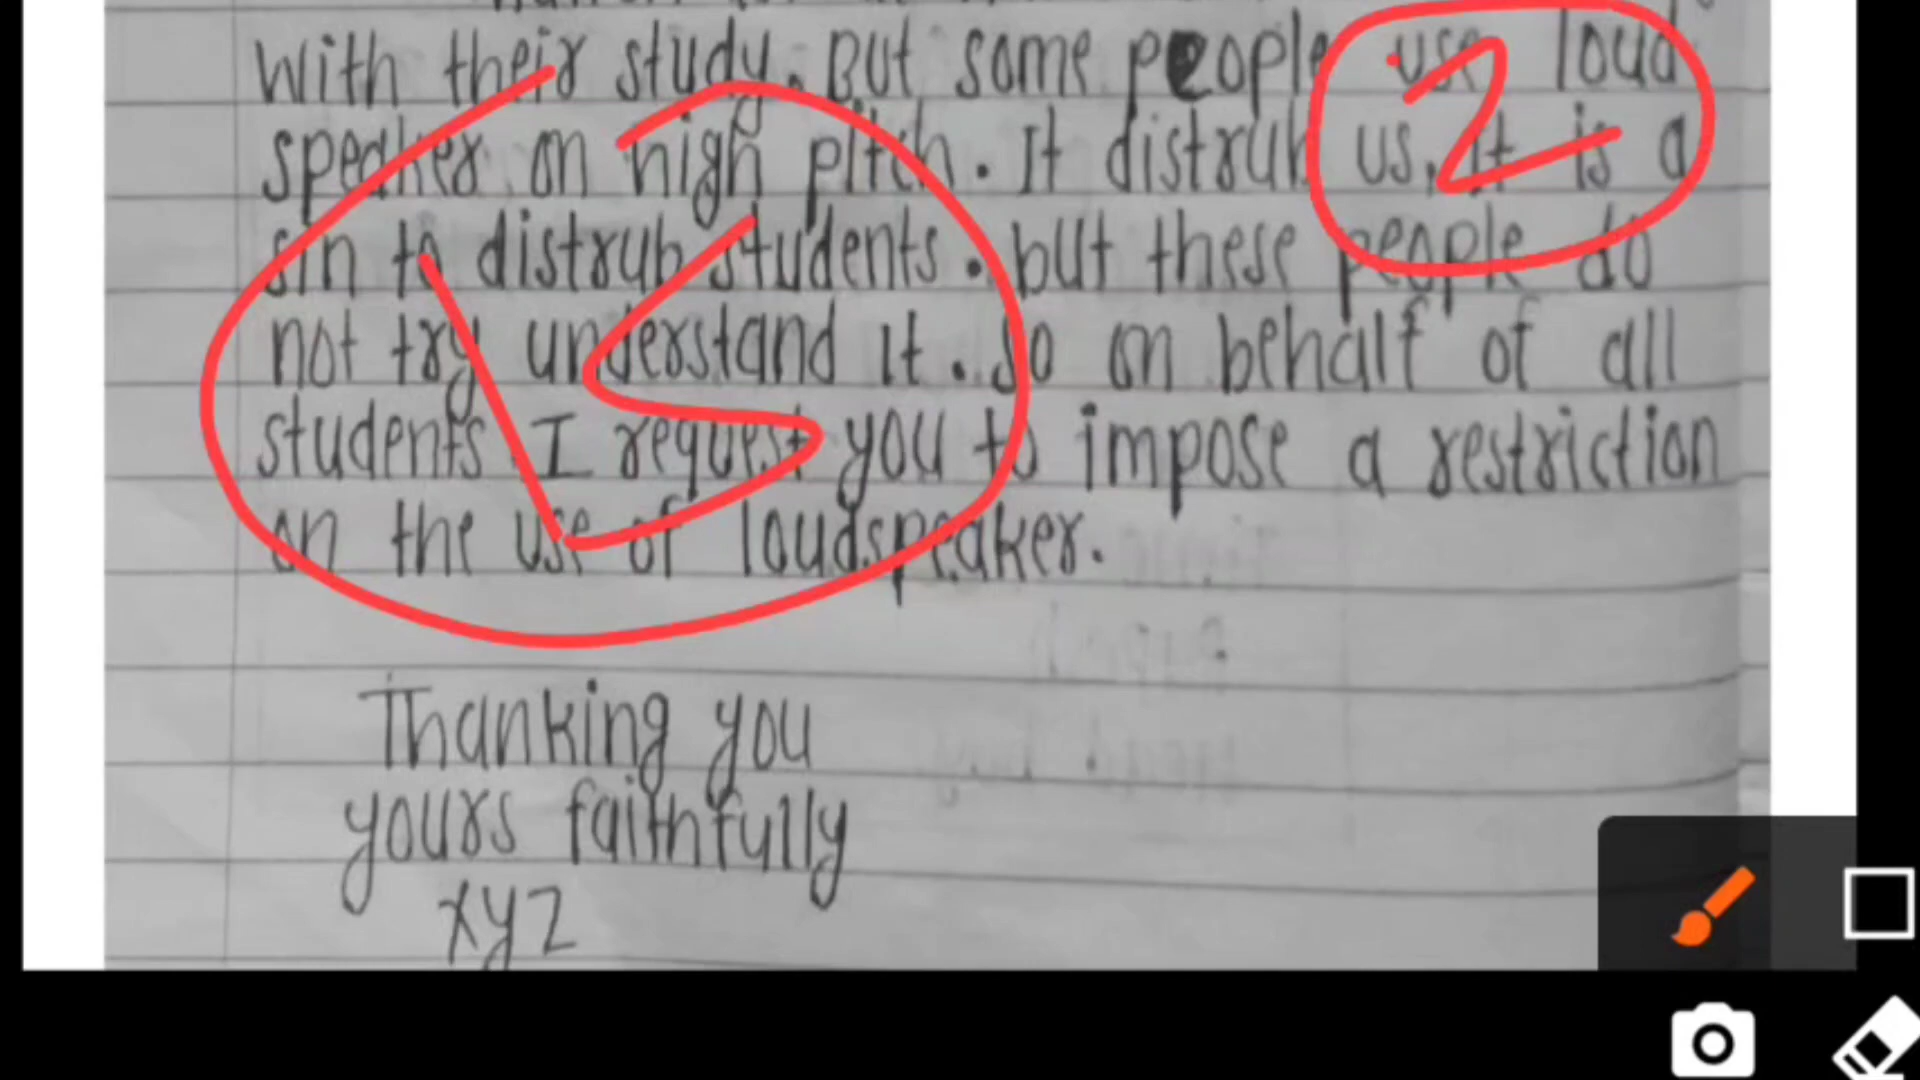 with their study. But some people use loud
speaker on high pitch. It distrub us. It is a
sin to distrub students. but these people do
not try understand it. So on behalf of all
students I request you to impose a restriction
on the use of loudspeaker.
Thanking you
yours faithfully
xyz
2